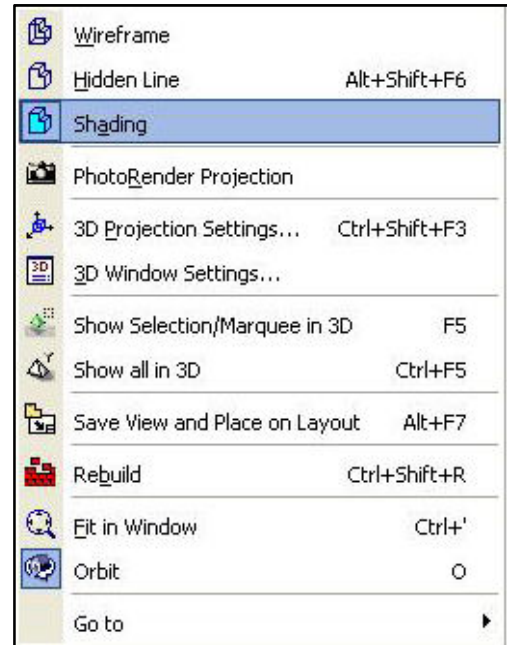 Wireframe
Hidden Line Alt+Shift+F6
Shading
PhotoRender Projection
3D Projection Settings... Ctrl+Shift+F3
3D
3D Window Settings...
Show Selection/Marquee in 3D F5
Show all in 3D Ctrl+F5
Save View and Place on Layout Alt+F7
Rebuild Ctrl+Shift+R
Fit in Window Ctrl+'
Orbit O
Go to